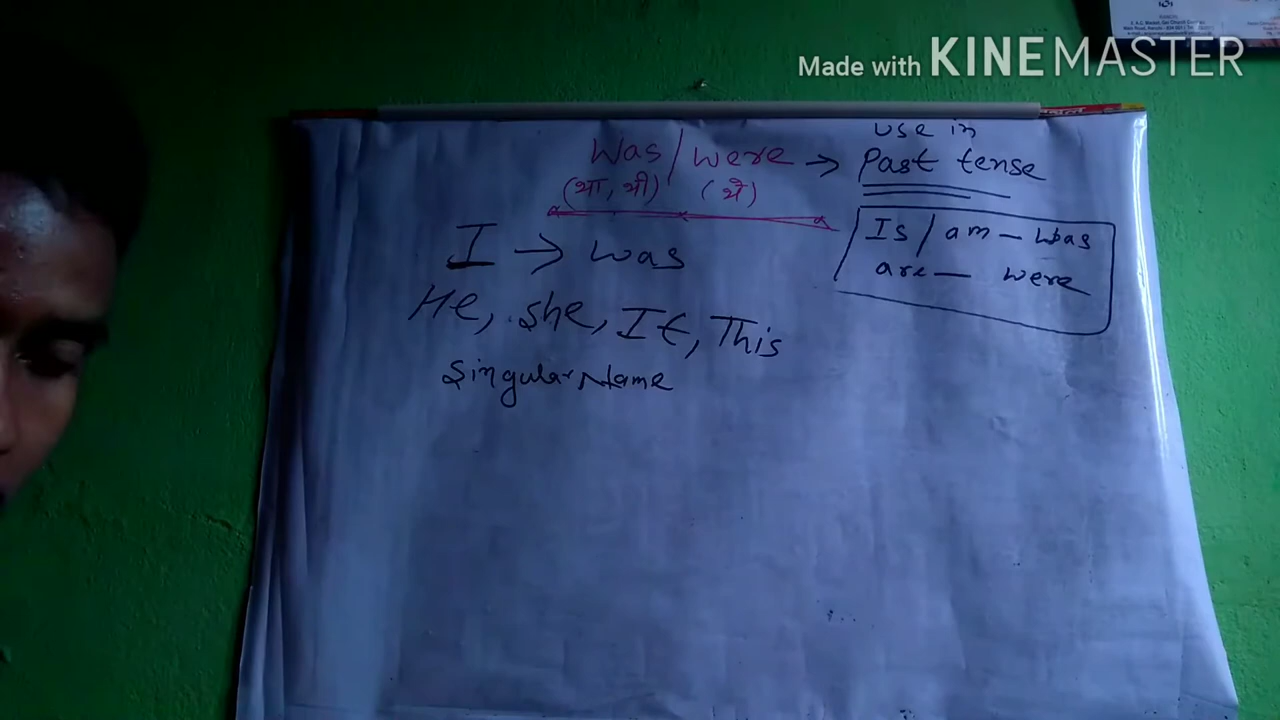 Made with KINEMASTER
Was / were → use in Past tense
(था, थी) (थे)
Is / am – was
are – were
I → was
He, She, It, This
Singular Name